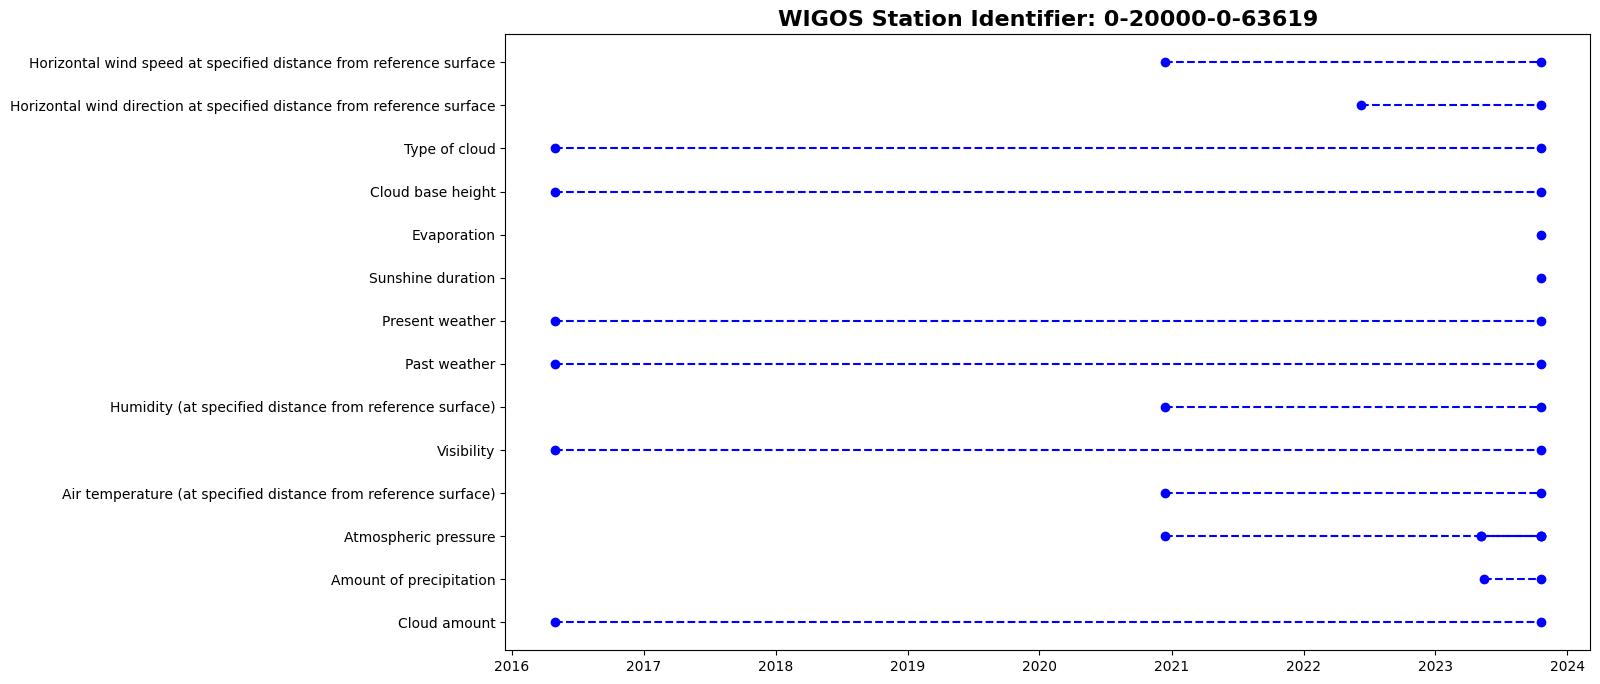 WIGOS Station Identifier: 0-20000-0-63619
Horizontal wind speed at specified distance from reference surface
Horizontal wind direction at specified distance from reference surface
Type of cloud
Cloud base height
Evaporation
Sunshine duration
Present weather
Past weather
Humidity (at specified distance from reference surface)
Visibility
Air temperature (at specified distance from reference surface)
Atmospheric pressure
Amount of precipitation
Cloud amount
2016 2017 2018 2019 2020 2021 2022 2023 2024